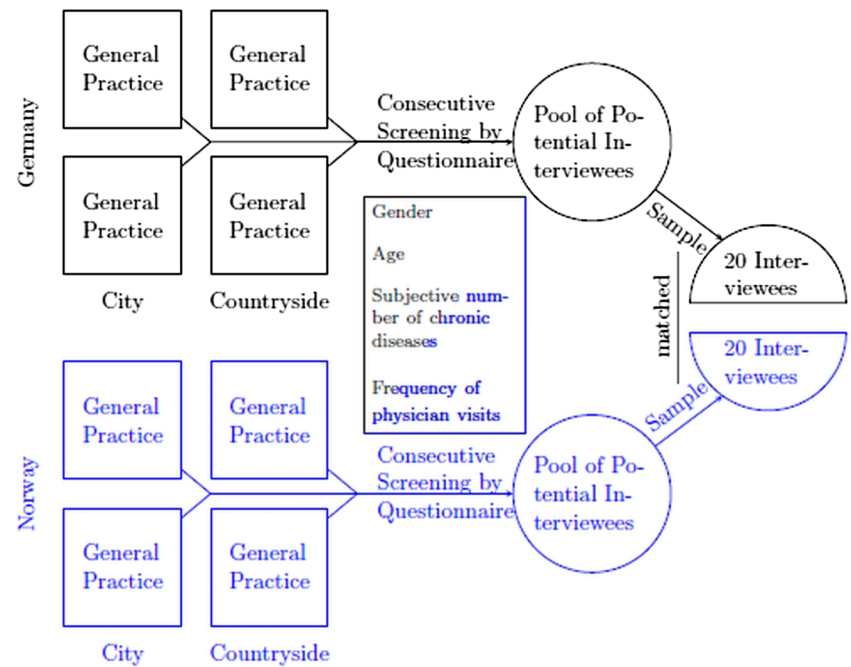 Germany
General
Practice
General
Practice
General
Practice
General
Practice
City
Countryside
Consecutive
Screening by
Questionnaire
Pool of Po-
tential In-
terviewees
Sample
20 Inter-
viewees
matched
Gender
Age
Subjective num-
ber of chronic
diseases
Frequency of
physician visits
Norway
General
Practice
General
Practice
General
Practice
General
Practice
City
Countryside
Consecutive
Screening by
Questionnaire
Pool of Po-
tential In-
terviewees
Sample
20 Inter-
viewees